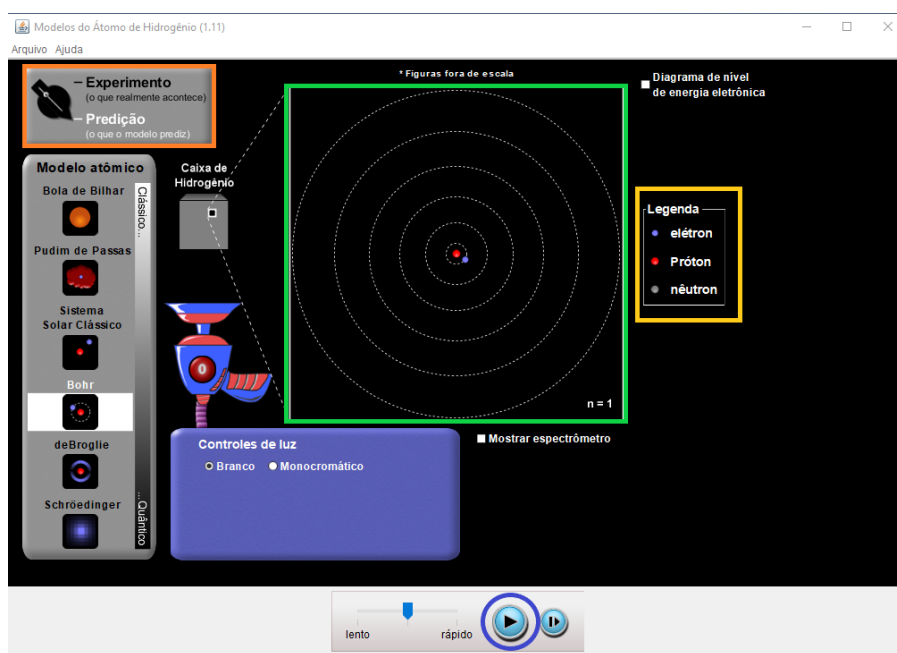 Modelos do Átomo de Hidrogênio (1.11)
Arquivo Ajuda
Experimento
(o que realmente acontece)
Predição
(o que o modelo prediz)
* Figuras fora de escala
Diagrama de nível
de energia eletrônica
Modelo atômico
Bola de Bilhar
Pudim de Passas
Sistema
Solar Clássico
Bohr
deBroglie
Schröedinger
Clássico...
...Quântico
Caixa de
Hidrogênio
0
n = 1
Legenda
elétron
Próton
nêutron
Mostrar espectrômetro
Controles de luz
Branco Monocromático
lento rápido